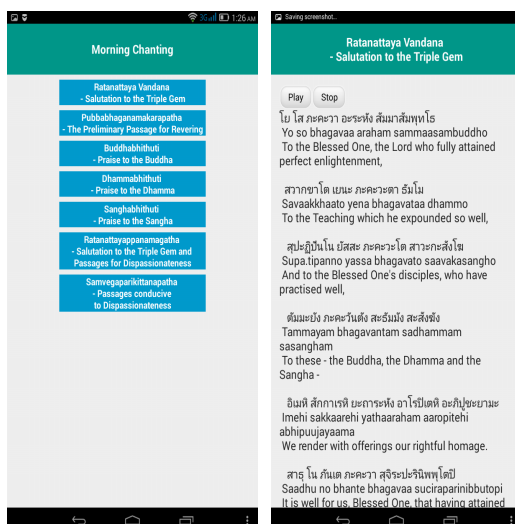 3G 1:26 AM
Morning Chanting
Ratanattaya Vandana
- Salutation to the Triple Gem
Pubbabhaganamakarapatha
- The Preliminary Passage for Revering
Buddhabhithuti
- Praise to the Buddha
Dhammabhithuti
- Praise to the Dhamma
Sanghabhithuti
- Praise to the Sangha
Ratanattayappanamagatha
- Salutation to the Triple Gem and
Passages for Dispassionateness
Samvegaparikittanapatha
- Passages conducive
to Dispassionateness
Saving screenshot...
Ratanattaya Vandana
- Salutation to the Triple Gem
Play Stop
โย โส ภะคะวา อะระหัง สัมมาสัมพุทโธ
Yo so bhagavaa araham sammaasambuddho
To the Blessed One, the Lord who fully attained
perfect enlightenment,
สวากขาโต เยนะ ภะคะวะตา ธัมโม
Savaakkhaato yena bhagavataa dhammo
To the Teaching which he expounded so well,
สุปะฏิปันโน ยัสสะ ภะคะวะโต สาวะกะสังโฆ
Supa.tipanno yassa bhagavato saavakasangho
And to the Blessed One's disciples, who have
practised well,
ตัมมะยัง ภะคะวันตัง สะธัมมัง สะสังฆัง
Tammayam bhagavantam sadhammam
sasangham
To these - the Buddha, the Dhamma and the
Sangha -
อิเมหิ สักกาเรหิ ยะถาระหัง อาโรปิเตหิ อะภิปูชะยามะ
Imehi sakkaarehi yathaaraham aaropitehi
abhipuujayaama
We render with offerings our rightful homage.
สาธุ โน ภันเต ภะคะวา สุจิระปะรินิพพุโตปิ
Saadhu no bhante bhagavaa suciraparinibbutopi
It is well for us, Blessed One, that having attained